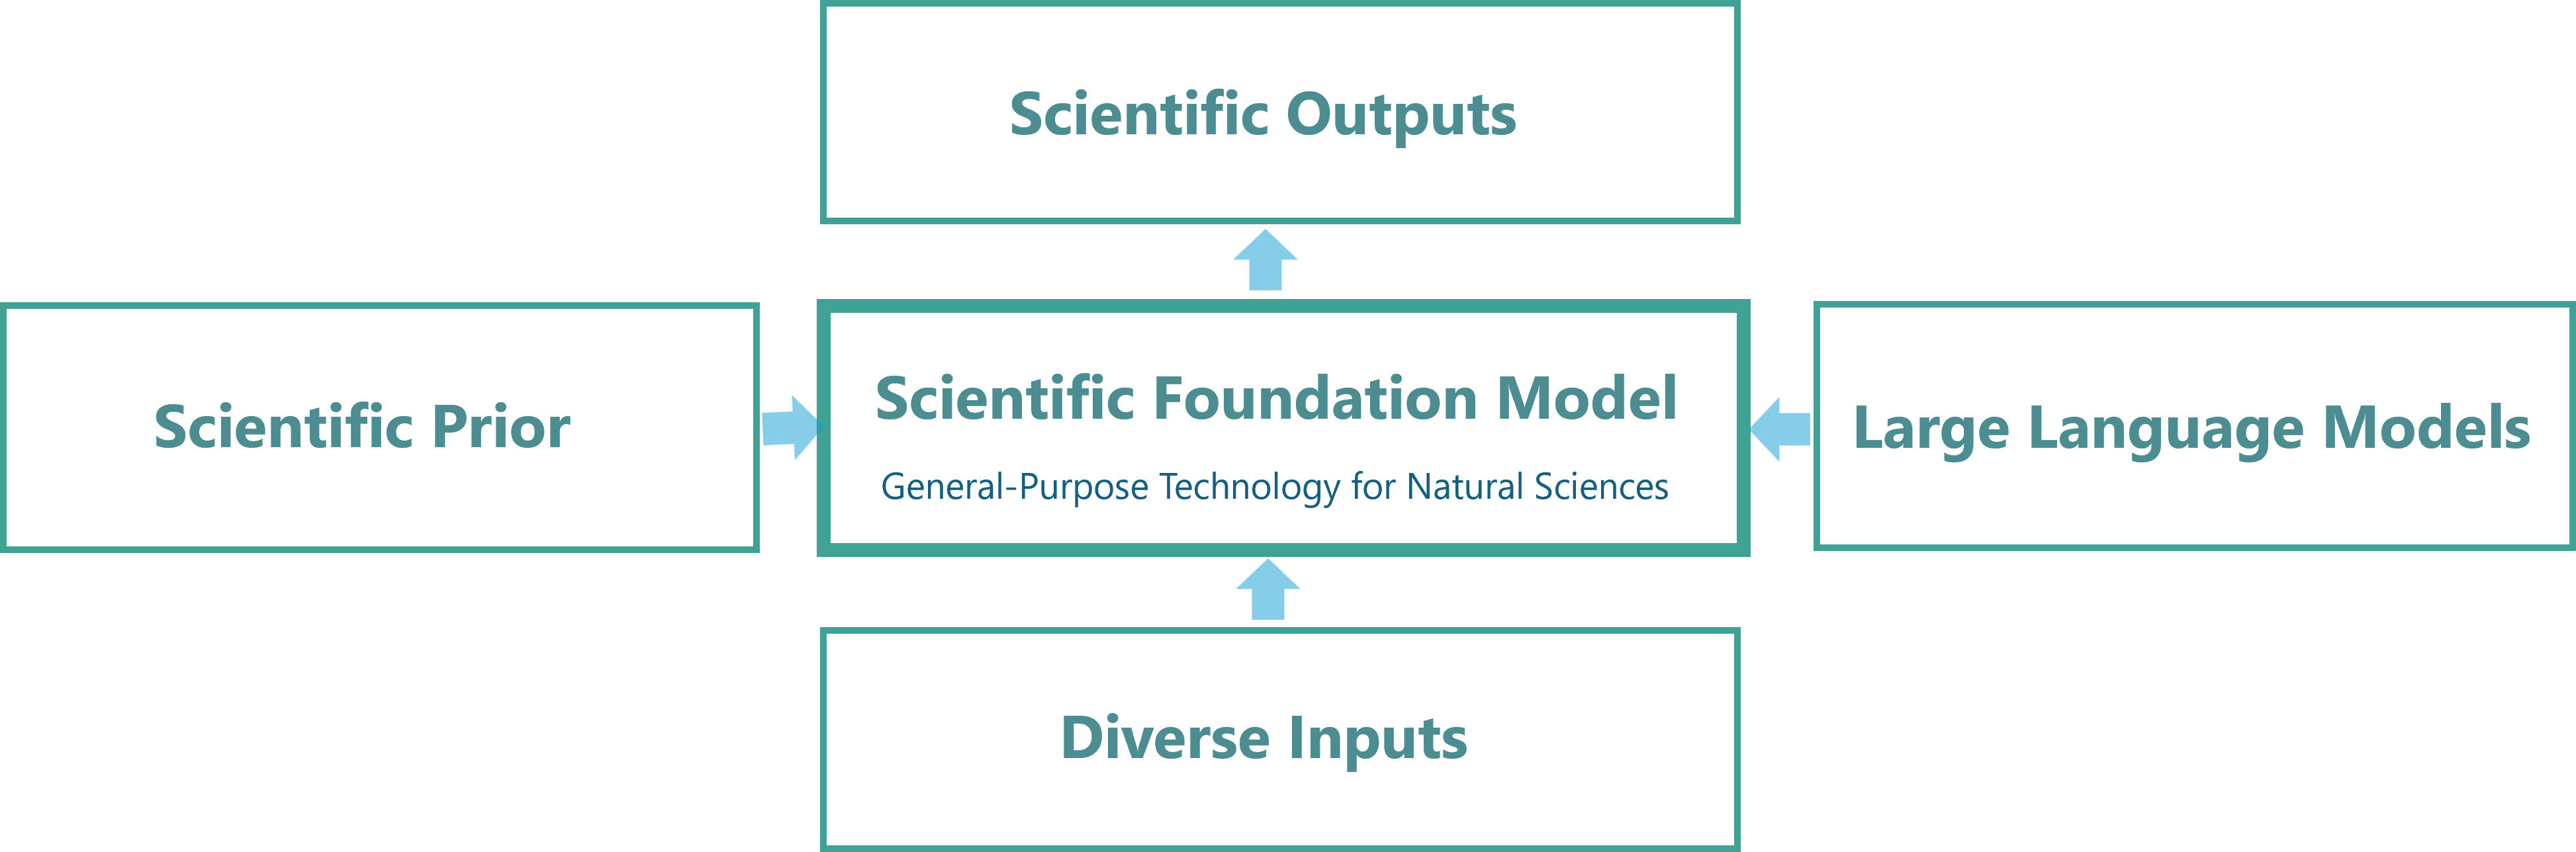 Scientific Outputs
Scientific Prior
Scientific Foundation Model
General-Purpose Technology for Natural Sciences
Large Language Models
Diverse Inputs